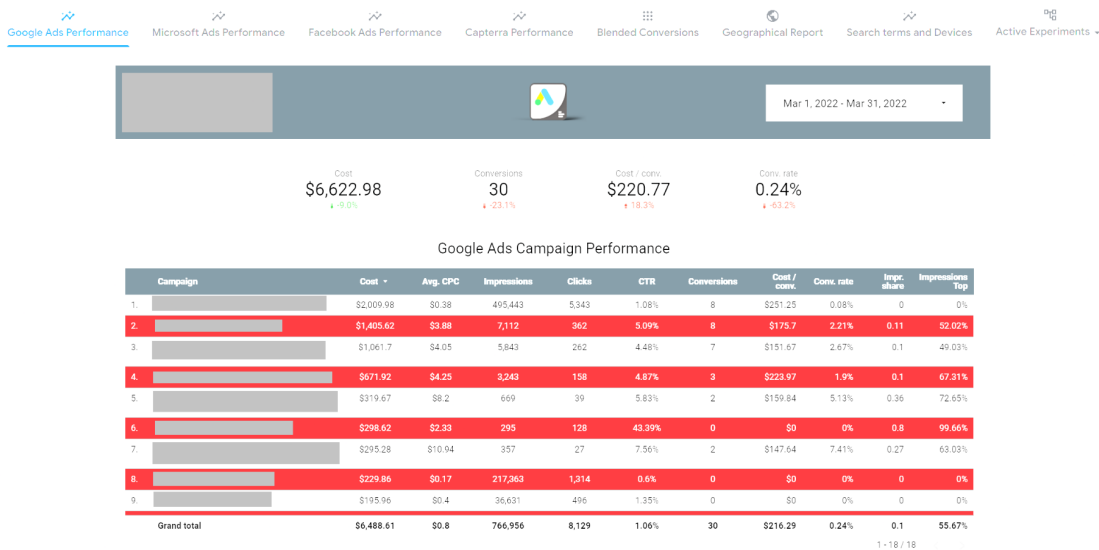 Google Ads Performance Microsoft Ads Performance Facebook Ads Performance Capterra Performance Blended Conversions Geographical Report Search terms and Devices Active Experiments
Mar 1, 2022 - Mar 31, 2022
Cost Conversions Cost / conv. Conv. rate
$6,622.98 30 $220.77 0.24%
-9.0% -23.1% 18.3% -63.2%
Google Ads Campaign Performance
Campaign Cost Avg. CPC Impressions Clicks CTR Conversions Cost / conv. Conv. rate Impr. share Impressions Top
1. $2,009.98 $0.38 495,443 5,343 1.08% 8 $251.25 0.08% 0 0%
2. $1,405.62 $3.88 7,112 362 5.09% 8 $175.7 2.21% 0.11 52.02%
3. $1,061.7 $4.05 5,843 262 4.48% 7 $151.67 2.67% 0.1 49.03%
4. $671.92 $4.25 3,243 158 4.87% 3 $223.97 1.9% 0.1 67.31%
5. $319.67 $8.2 669 39 5.83% 2 $159.84 5.13% 0.36 72.65%
6. $298.62 $2.33 295 128 43.39% 0 $0 0% 0.8 99.66%
7. $295.28 $10.94 357 27 7.56% 2 $147.64 7.41% 0.27 63.03%
8. $229.86 $0.17 217,363 1,314 0.6% 0 $0 0% 0 0%
9. $195.96 $0.4 36,631 496 1.35% 0 $0 0% 0 0%
Grand total $6,488.61 $0.8 766,956 8,129 1.06% 30 $216.29 0.24% 0.1 55.67%
1 - 18 / 18